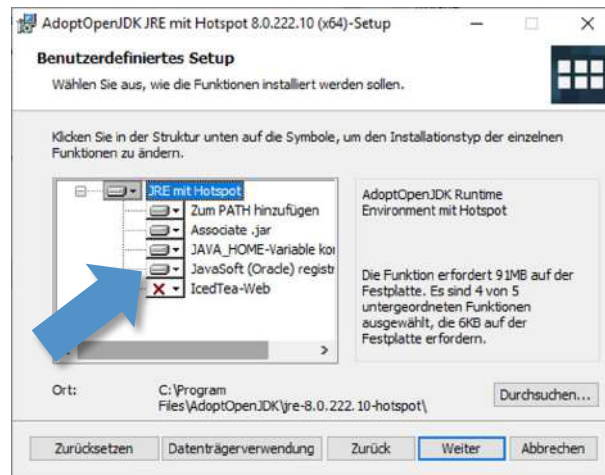 AdoptOpenJDK JRE mit Hotspot 8.0.222.10 (x64)-Setup
Benutzerdefiniertes Setup
Wählen Sie aus, wie die Funktionen installiert werden sollen.
Klicken Sie in der Struktur unten auf die Symbole, um den Installationstyp der einzelnen
Funktionen zu ändern.
JRE mit Hotspot
Zum PATH hinzufügen
Associate .jar
JAVA_HOME-Variable kon
JavaSoft (Oracle) registr
IcedTea-Web
AdoptOpenJDK Runtime
Environment mit Hotspot
Die Funktion erfordert 91MB auf der
Festplatte. Es sind 4 von 5
untergeordneten Funktionen
ausgewählt, die 6KB auf der
Festplatte erfordern.
Ort:
C:\Program
Files\AdoptOpenJDK\jre-8.0.222.10-hotspot\
Durchsuchen...
Zurücksetzen
Datenträgerverwendung
Zurück
Weiter
Abbrechen